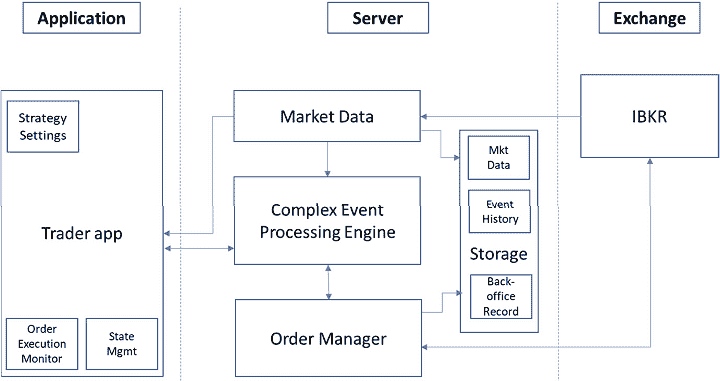 Application
Server
Exchange
Strategy
Settings
Trader app
Order
Execution
Monitor
State
Mgmt
Market Data
Complex Event
Processing Engine
Order Manager
Mkt
Data
Event
History
Storage
Back-
office
Record
IBKR